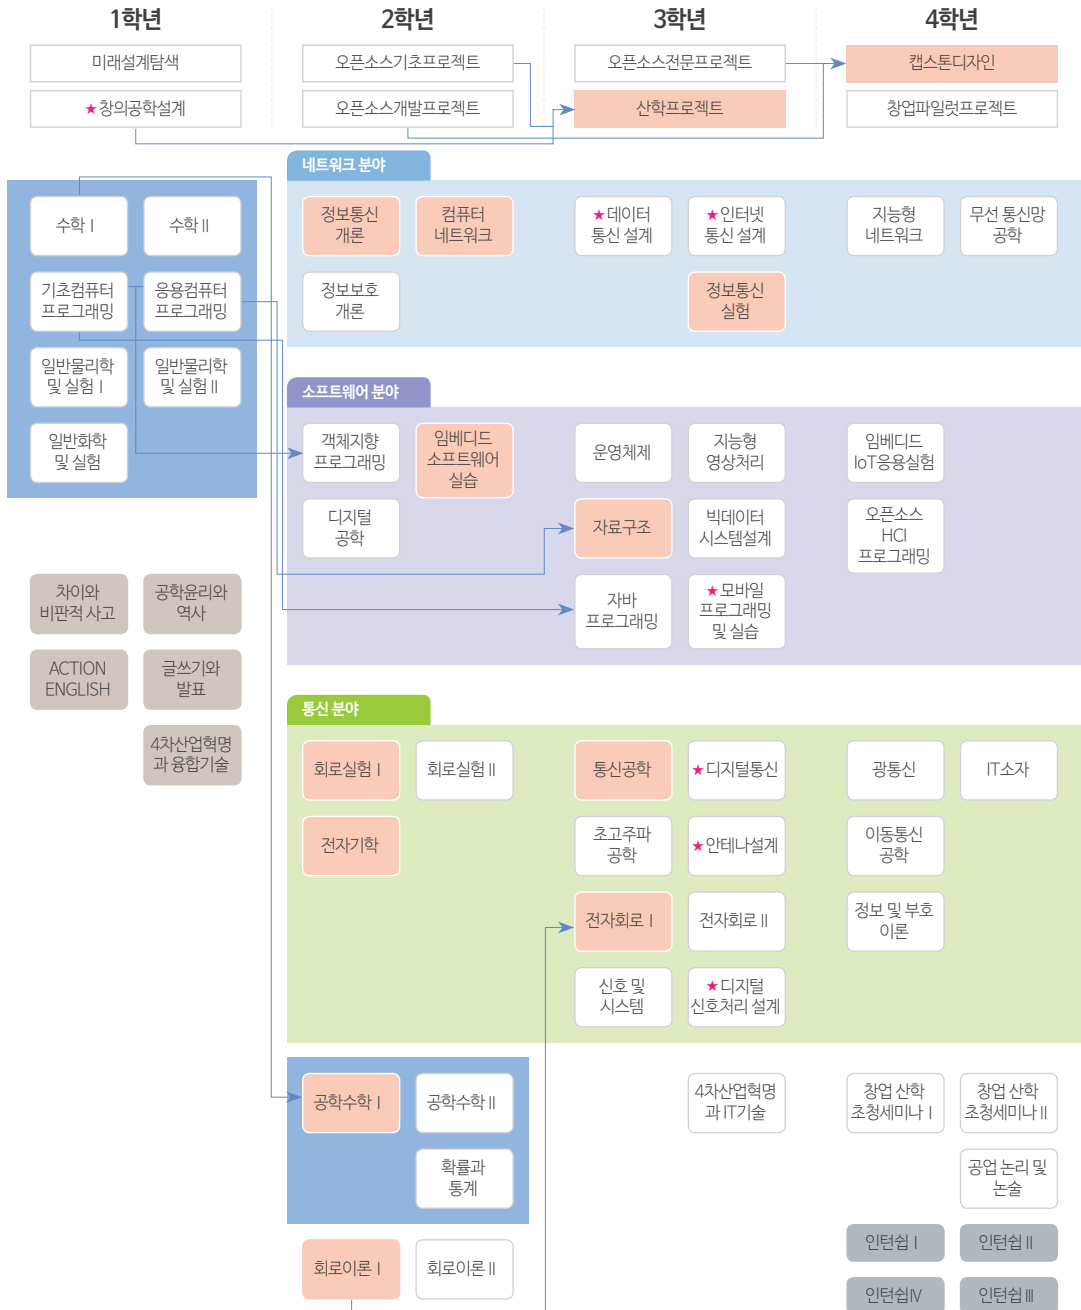 1학년
2학년
3학년
4학년
미래설계탐색
오픈소스기초프로젝트
오픈소스전문프로젝트
캡스톤디자인
★창의공학설계
오픈소스개발프로젝트
산학프로젝트
창업파일럿프로젝트
수학 I
수학 II
기초컴퓨터
프로그래밍
응용컴퓨터
프로그래밍
일반물리학
및 실험 I
일반물리학
및 실험 II
일반화학
및 실험
차이와
비판적 사고
공학윤리와
역사
ACTION
ENGLISH
글쓰기와
발표
4차산업혁명
과 융합기술
네트워크 분야
정보통신
개론
컴퓨터
네트워크
★데이터
통신 설계
★인터넷
통신 설계
지능형
네트워크
무선 통신망
공학
정보보호
개론
정보통신
실험
소프트웨어 분야
객체지향
프로그래밍
임베디드
소프트웨어
실습
운영체제
지능형
영상처리
임베디드
IoT응용실험
디지털
공학
자료구조
빅데이터
시스템설계
오픈소스
HCI
프로그래밍
자바
프로그래밍
★모바일
프로그래밍
및 실습
통신 분야
회로실험 I
회로실험 II
통신공학
★디지털통신
광통신
IT소자
전자기학
초고주파
공학
★안테나설계
이동통신
공학
전자회로 I
전자회로 II
정보 및 부호
이론
신호 및
시스템
★디지털
신호처리 설계
공학수학 I
공학수학 II
4차산업혁명
과 IT기술
창업 산학
초청세미나 I
창업 산학
초청세미나 II
확률과
통계
공업 논리 및
논술
회로이론 I
회로이론 II
인턴쉽 I
인턴쉽 II
인턴쉽IV
인턴쉽 III